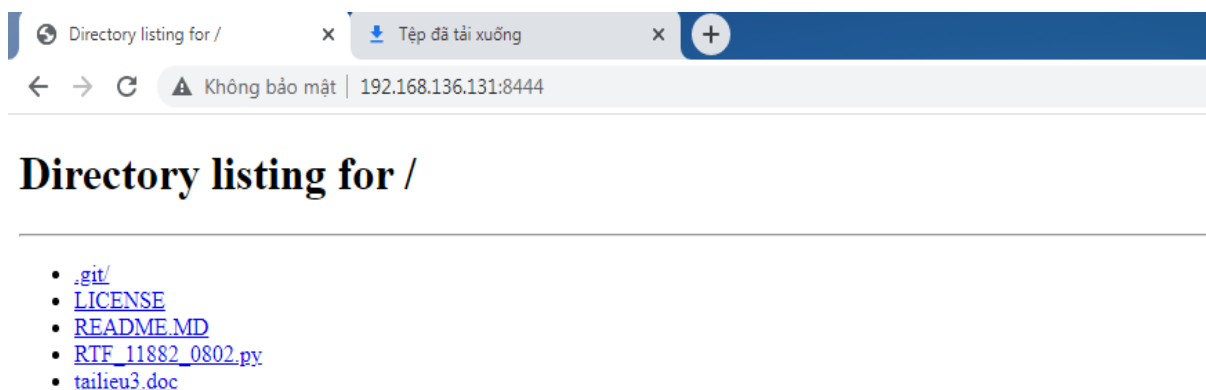 Directory listing for /
Tệp đã tải xuống
Không bảo mật | 192.168.136.131:8444
Directory listing for /
.git/
LICENSE
README.MD
RTF_11882_0802.py
tailieu3.doc